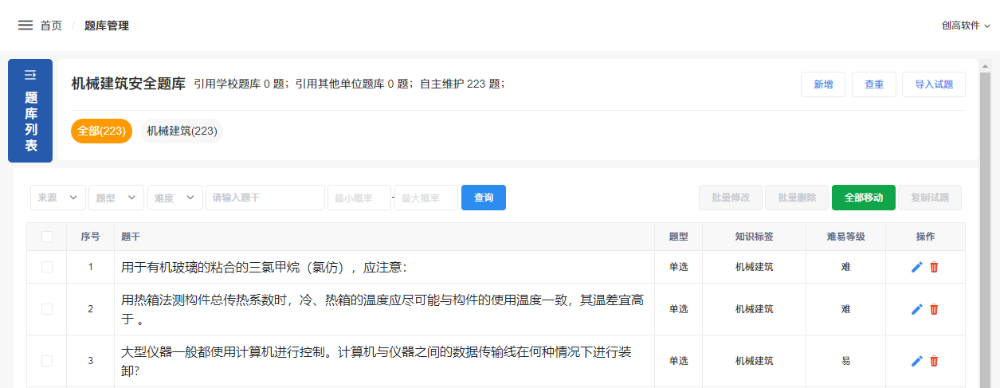 首页 / 题库管理
创高软件
题库列表
机械建筑安全题库 引用学校题库 0 题；引用其他单位题库 0 题；自主维护 223 题；
新增 查重 导入试题
全部(223) 机械建筑(223)
来源 题型 难度 请输入题干 最小概率 - 最大概率 查询 批量修改 批量删除 全部移动 复制试题
序号 题干 题型 知识标签 难易等级 操作
1 用于有机玻璃的粘合的三氯甲烷（氯仿），应注意： 单选 机械建筑 难
2 用热箱法测构件总传热系数时，冷、热箱的温度应尽可能与构件的使用温度一致，其温差宜高
于 。 单选 机械建筑 难
3 大型仪器一般都使用计算机进行控制。计算机与仪器之间的数据传输线在何种情况下进行装
卸? 单选 机械建筑 易